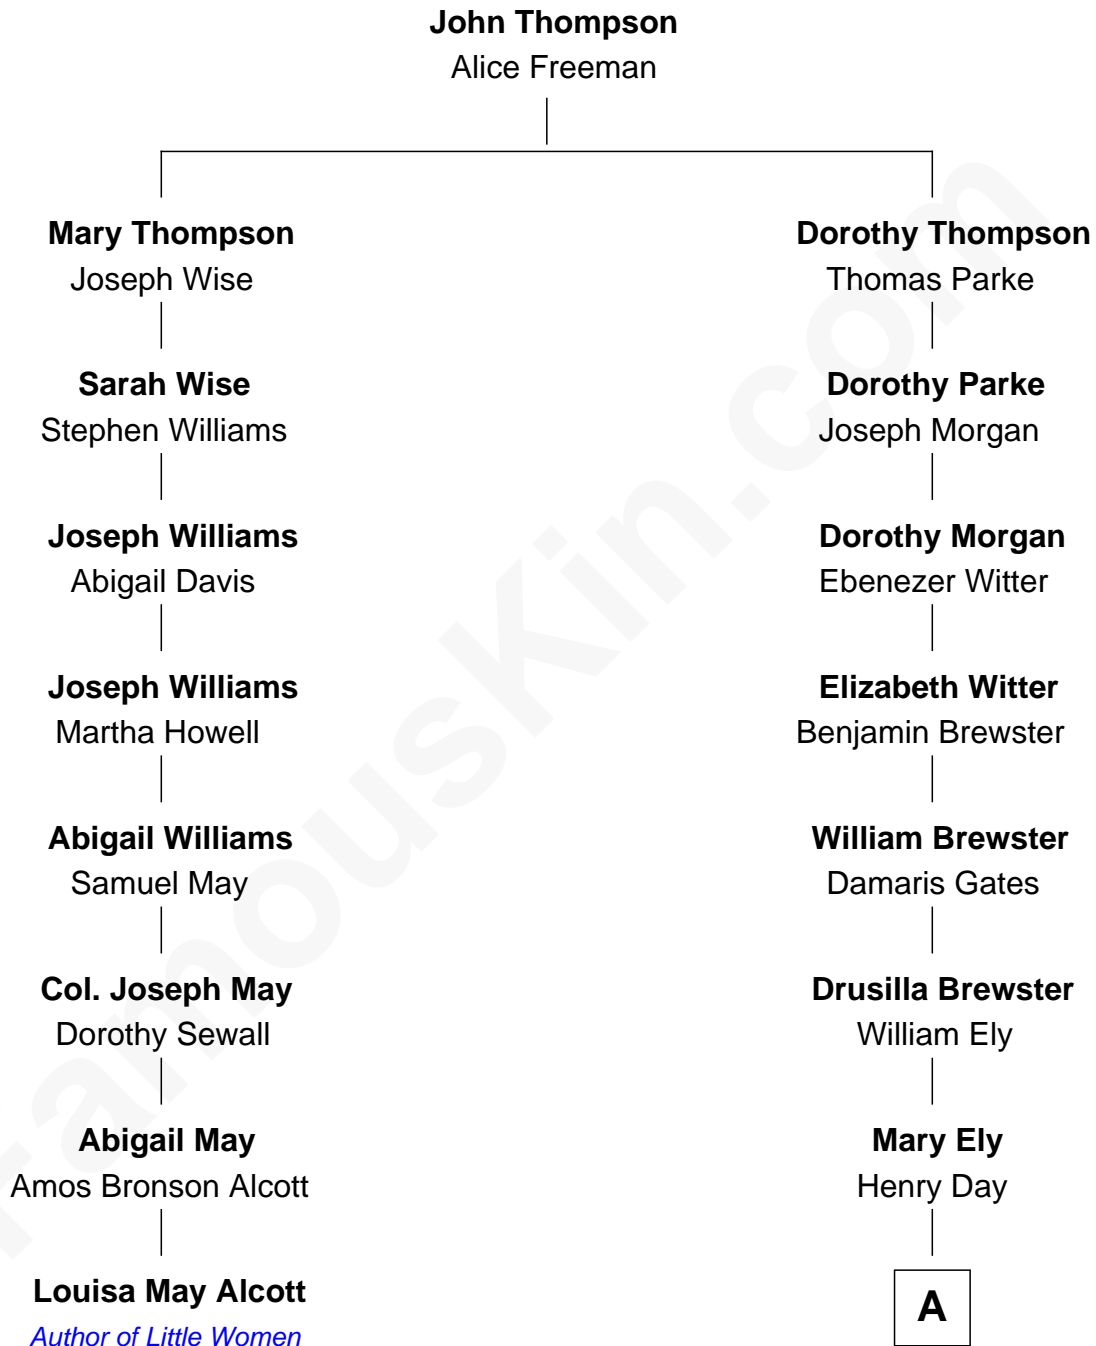 John Thompson
Alice Freeman
Mary Thompson
Joseph Wise
Dorothy Thompson
Thomas Parke
Sarah Wise
Stephen Williams
Dorothy Parke
Joseph Morgan
Joseph Williams
Abigail Davis
Dorothy Morgan
Ebenezer Witter
Joseph Williams
Martha Howell
Elizabeth Witter
Benjamin Brewster
Abigail Williams
Samuel May
William Brewster
Damaris Gates
Col. Joseph May
Dorothy Sewall
Drusilla Brewster
William Ely
Abigail May
Amos Bronson Alcott
Mary Ely
Henry Day
Louisa May Alcott
Author of Little Women
A
FamousKin.com